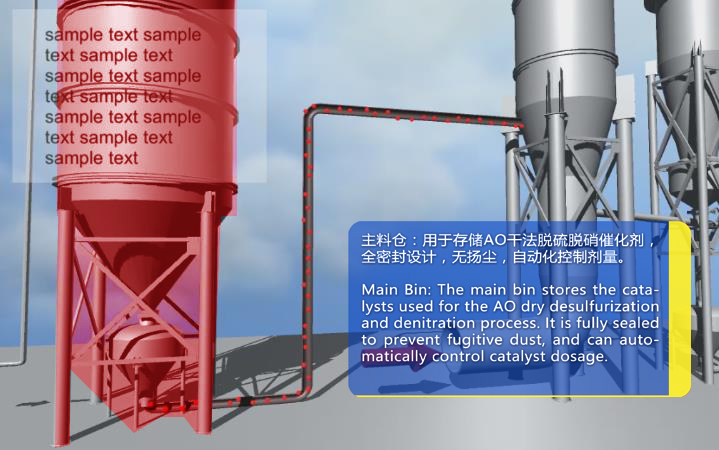 sample text sample
text sample text
sample text sample
text sample text
sample text sample
text sample text
sample text
主料仓：用于存储AO干法脱硫脱硝催化剂，
全密封设计，无扬尘，自动化控制剂量。
Main Bin: The main bin stores the cata-
lysts used for the AO dry desulfurization
and denitration process. It is fully sealed
to prevent fugitive dust, and can auto-
matically control catalyst dosage.